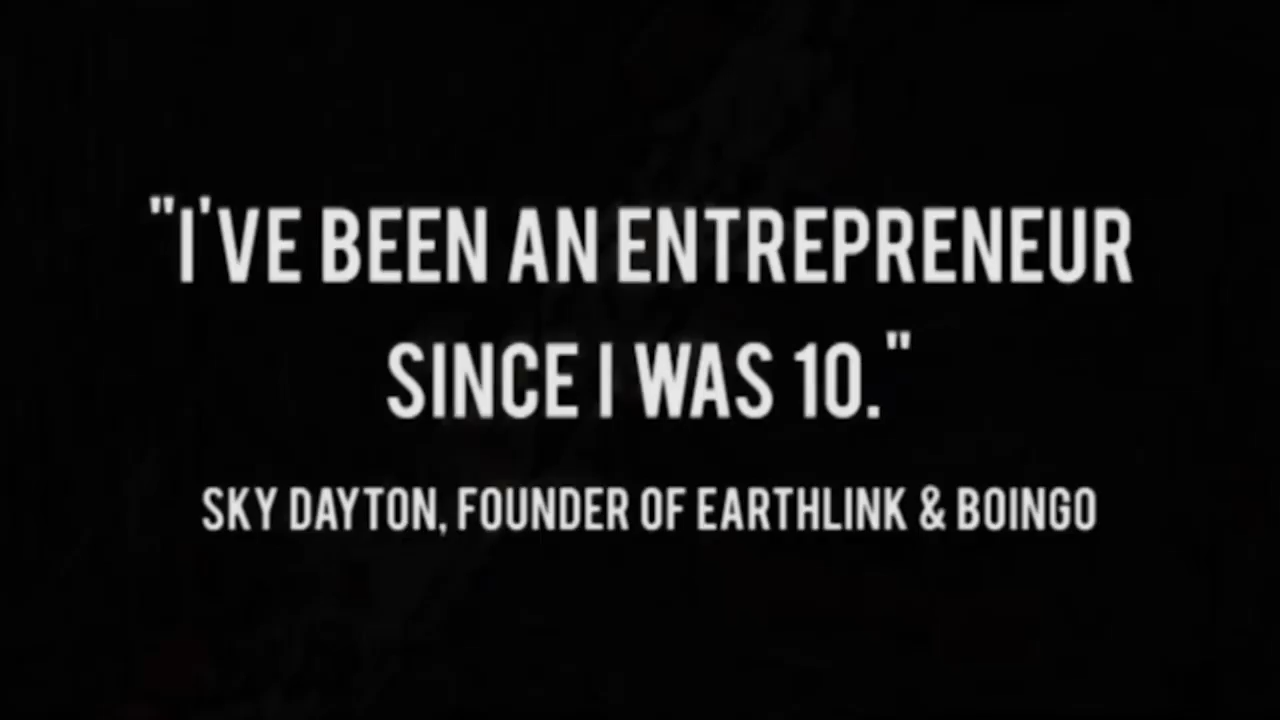 "I'VE BEEN AN ENTREPRENEUR
SINCE I WAS 10."
SKY DAYTON, FOUNDER OF EARTHLINK & BOINGO